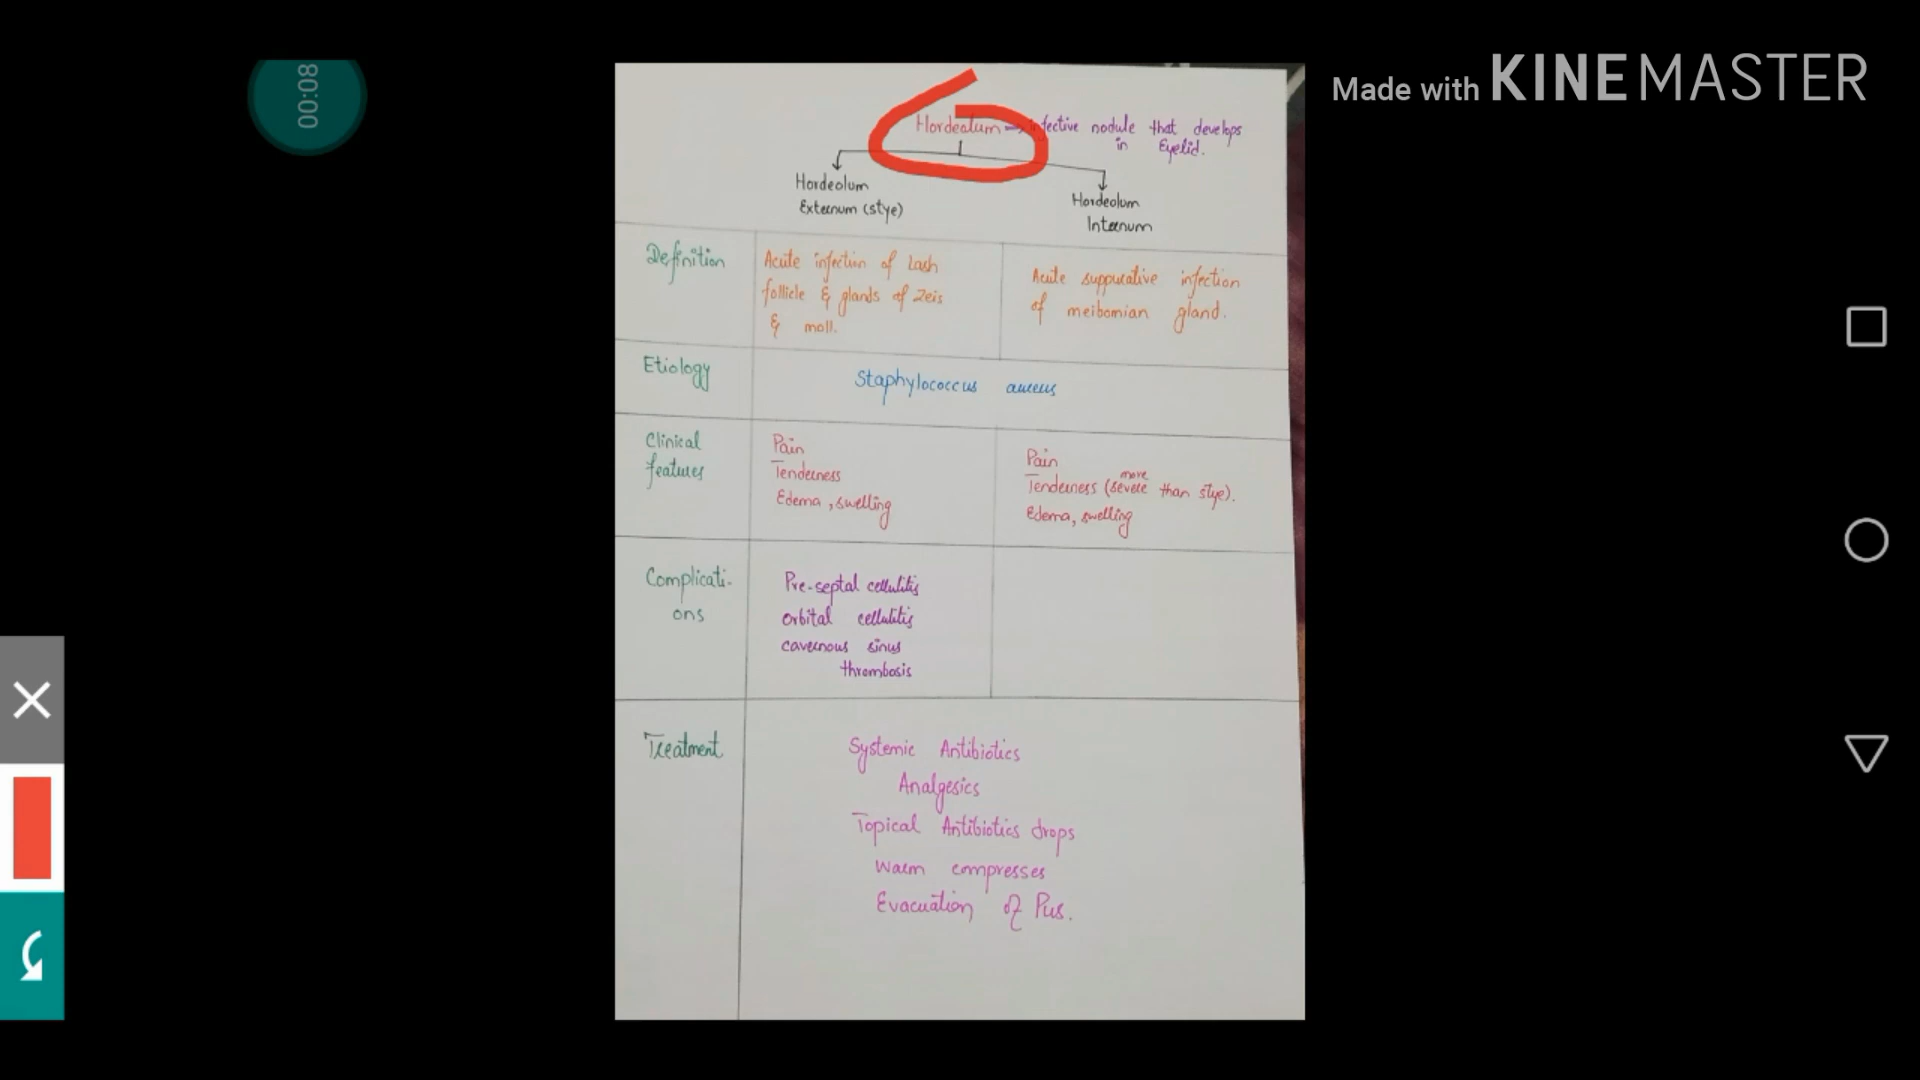 00:08
Made with KINEMASTER
Hordealum → infective nodule that develops
in Eyelid.
Hordeolum
Externum (stye)
Hordeolum
Internum
Definition
Acute infection of Lash
follicle & glands of Zeis
& moll.
Acute suppurative infection
of meibomian gland.
Etiology
Staphylococcus aureus
Clinical
features
Pain
Tenderness
Edema, swelling
Pain
more
Tenderness (severe than stye).
Edema, swelling
Complicati-
ons
Pre-septal cellulitis
orbital cellulitis
cavernous sinus
thrombosis
Treatment
Systemic Antibiotics
Analgesics
Topical Antibiotics drops
Warm compresses
Evacuation of Pus.